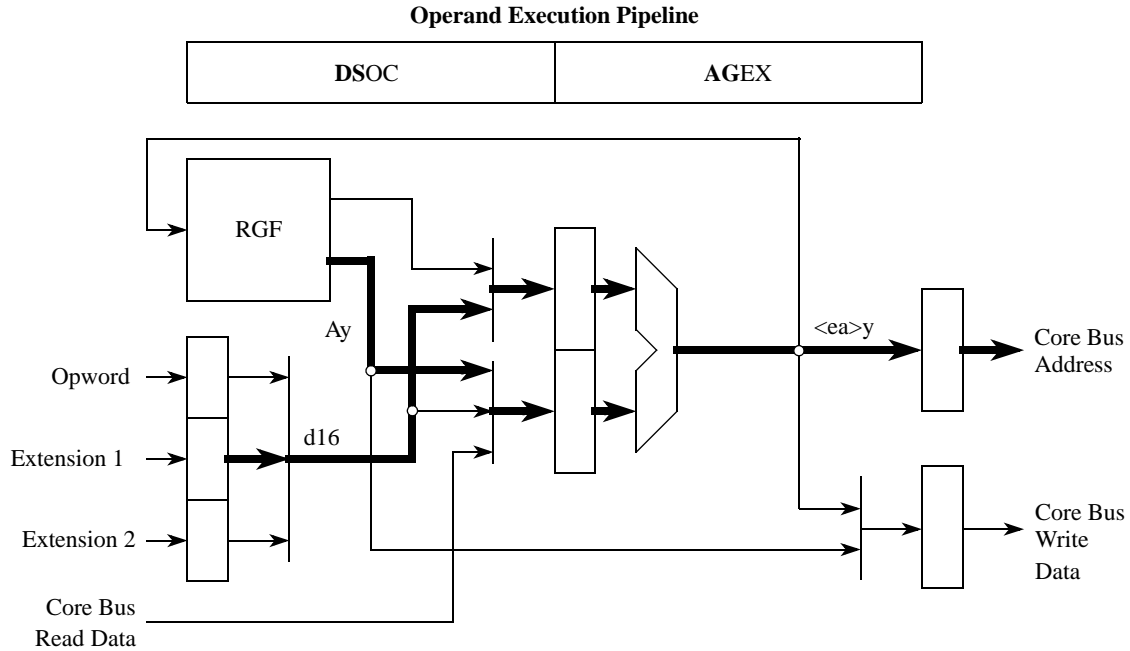 Operand Execution Pipeline
DSOC
AGEX
RGF
Ay
<ea>y
Core Bus
Address
Opword
d16
Extension 1
Extension 2
Core Bus
Write
Data
Core Bus
Read Data